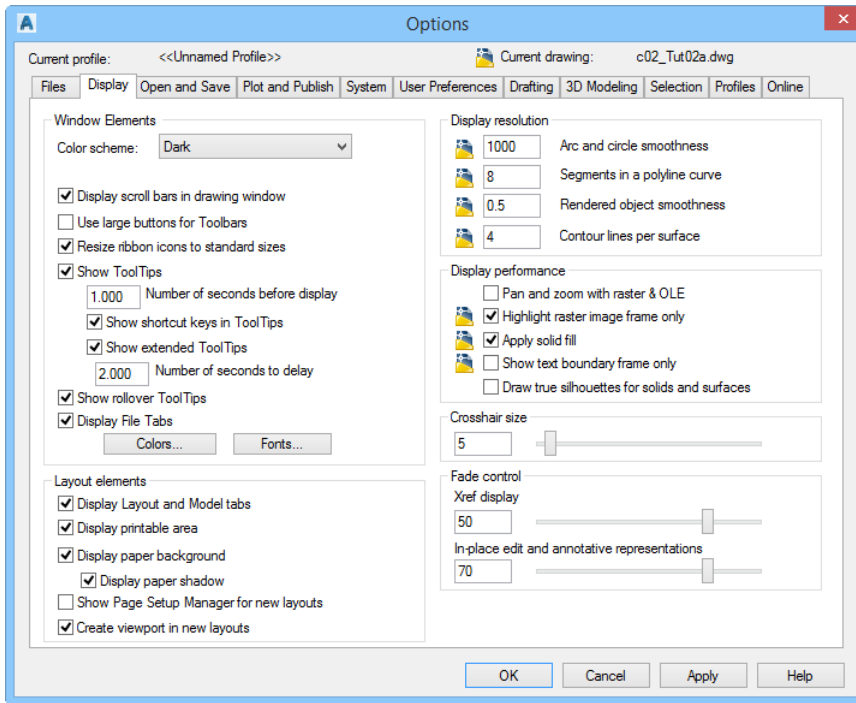 Options
Current profile: <<Unnamed Profile>> Current drawing: c02_Tut02a.dwg
Files Display Open and Save Plot and Publish System User Preferences Drafting 3D Modeling Selection Profiles Online
Window Elements
Color scheme: Dark
Display scroll bars in drawing window
Use large buttons for Toolbars
Resize ribbon icons to standard sizes
Show ToolTips
1.000 Number of seconds before display
Show shortcut keys in ToolTips
Show extended ToolTips
2.000 Number of seconds to delay
Show rollover ToolTips
Display File Tabs
Colors... Fonts...
Layout elements
Display Layout and Model tabs
Display printable area
Display paper background
Display paper shadow
Show Page Setup Manager for new layouts
Create viewport in new layouts
Display resolution
1000 Arc and circle smoothness
8 Segments in a polyline curve
0.5 Rendered object smoothness
4 Contour lines per surface
Display performance
Pan and zoom with raster & OLE
Highlight raster image frame only
Apply solid fill
Show text boundary frame only
Draw true silhouettes for solids and surfaces
Crosshair size
5
Fade control
Xref display
50
In-place edit and annotative representations
70
OK Cancel Apply Help